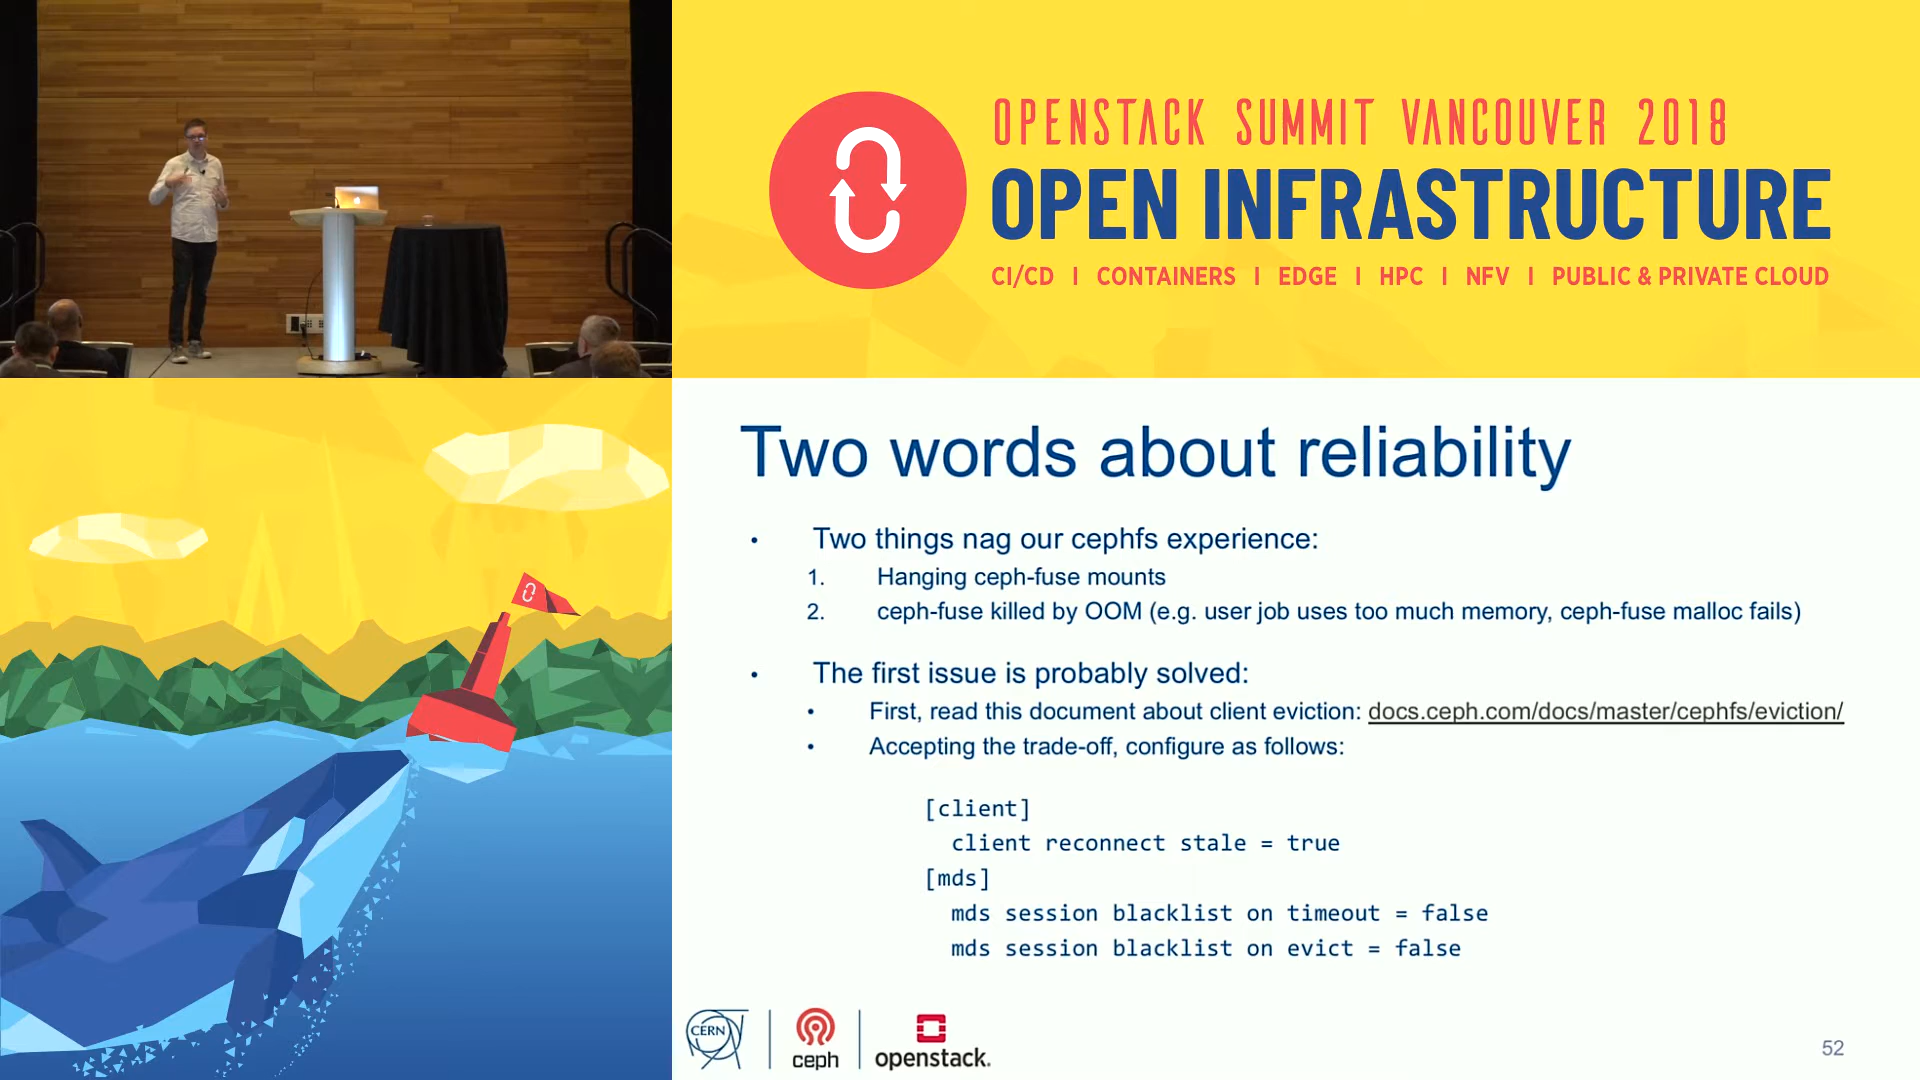 OPENSTACK SUMMIT VANCOUVER 2018
OPEN INFRASTRUCTURE
CI/CD | CONTAINERS | EDGE | HPC | NFV | PUBLIC & PRIVATE CLOUD
Two words about reliability
• Two things nag our cephfs experience:
1. Hanging ceph-fuse mounts
2. ceph-fuse killed by OOM (e.g. user job uses too much memory, ceph-fuse malloc fails)
• The first issue is probably solved:
• First, read this document about client eviction: docs.ceph.com/docs/master/cephfs/eviction/
• Accepting the trade-off, configure as follows:
[client]
client reconnect stale = true
[mds]
mds session blacklist on timeout = false
mds session blacklist on evict = false
CERN
ceph
openstack.
52